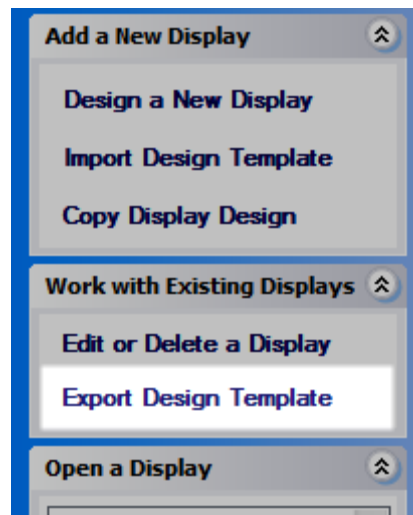 Add a New Display
Design a New Display
Import Design Template
Copy Display Design
Work with Existing Displays
Edit or Delete a Display
Export Design Template
Open a Display